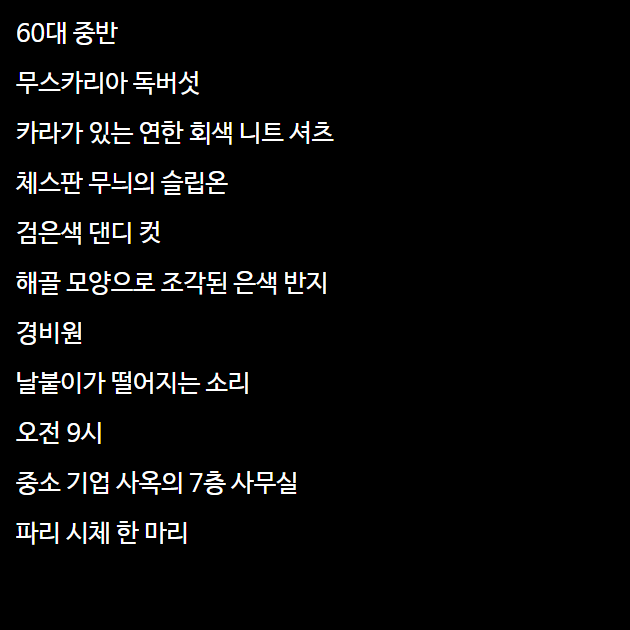 60대 중반
무스카리아 독버섯
카라가 있는 연한 회색 니트 셔츠
체스판 무늬의 슬립온
검은색 댄디 컷
해골 모양으로 조각된 은색 반지
경비원
날붙이가 떨어지는 소리
오전 9시
중소 기업 사옥의 7층 사무실
파리 시체 한 마리